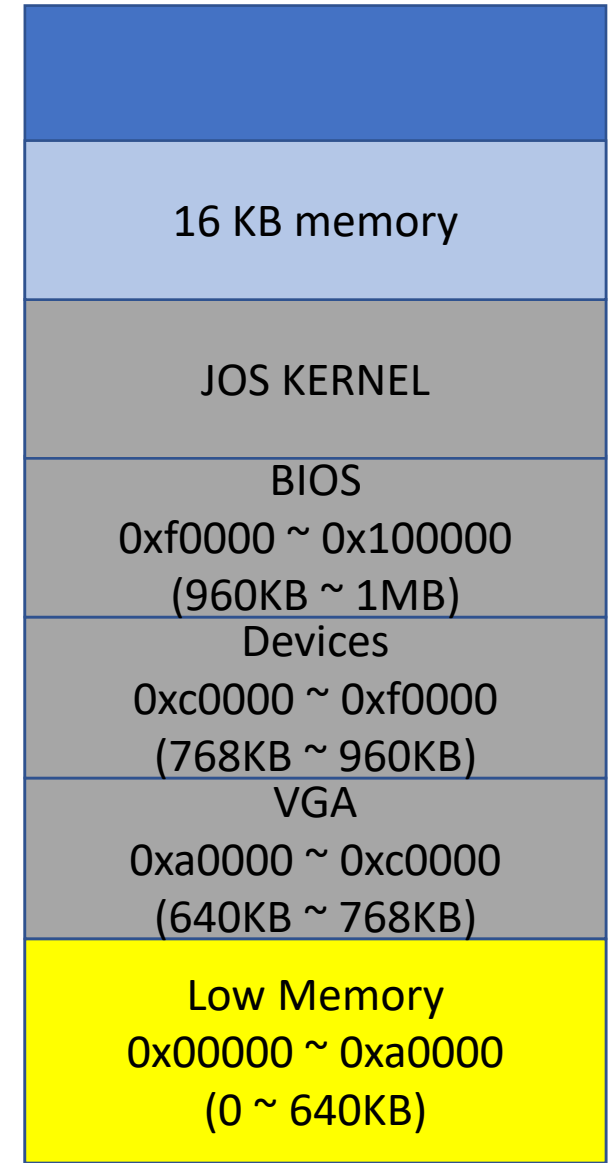 16 KB memory
JOS KERNEL
BIOS
0xf0000 ~ 0x100000
(960KB ~ 1MB)
Devices
0xc0000 ~ 0xf0000
(768KB ~ 960KB)
VGA
0xa0000 ~ 0xc0000
(640KB ~ 768KB)
Low Memory
0x00000 ~ 0xa0000
(0 ~ 640KB)